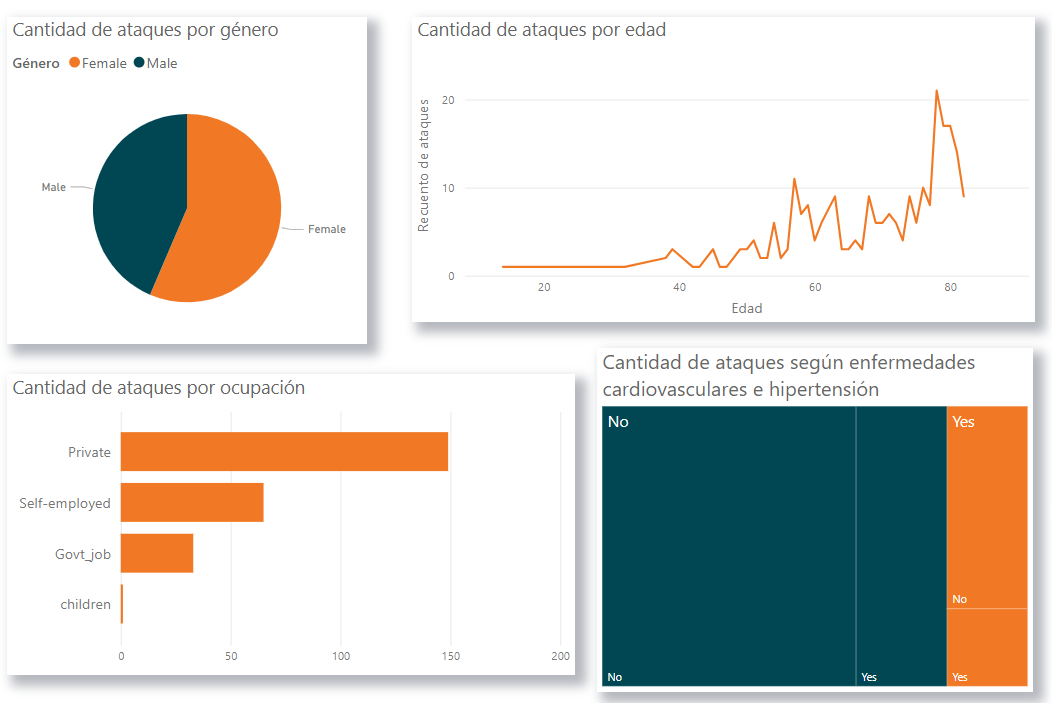 Cantidad de ataques por género
Género Female Male
Male
Female
Cantidad de ataques por edad
Recuento de ataques
20
10
0
20 40 60 80
Edad
Cantidad de ataques por ocupación
Private
Self-employed
Govt_job
children
0 50 100 150 200
Cantidad de ataques según enfermedades
cardiovasculares e hipertensión
No Yes
No
No Yes Yes